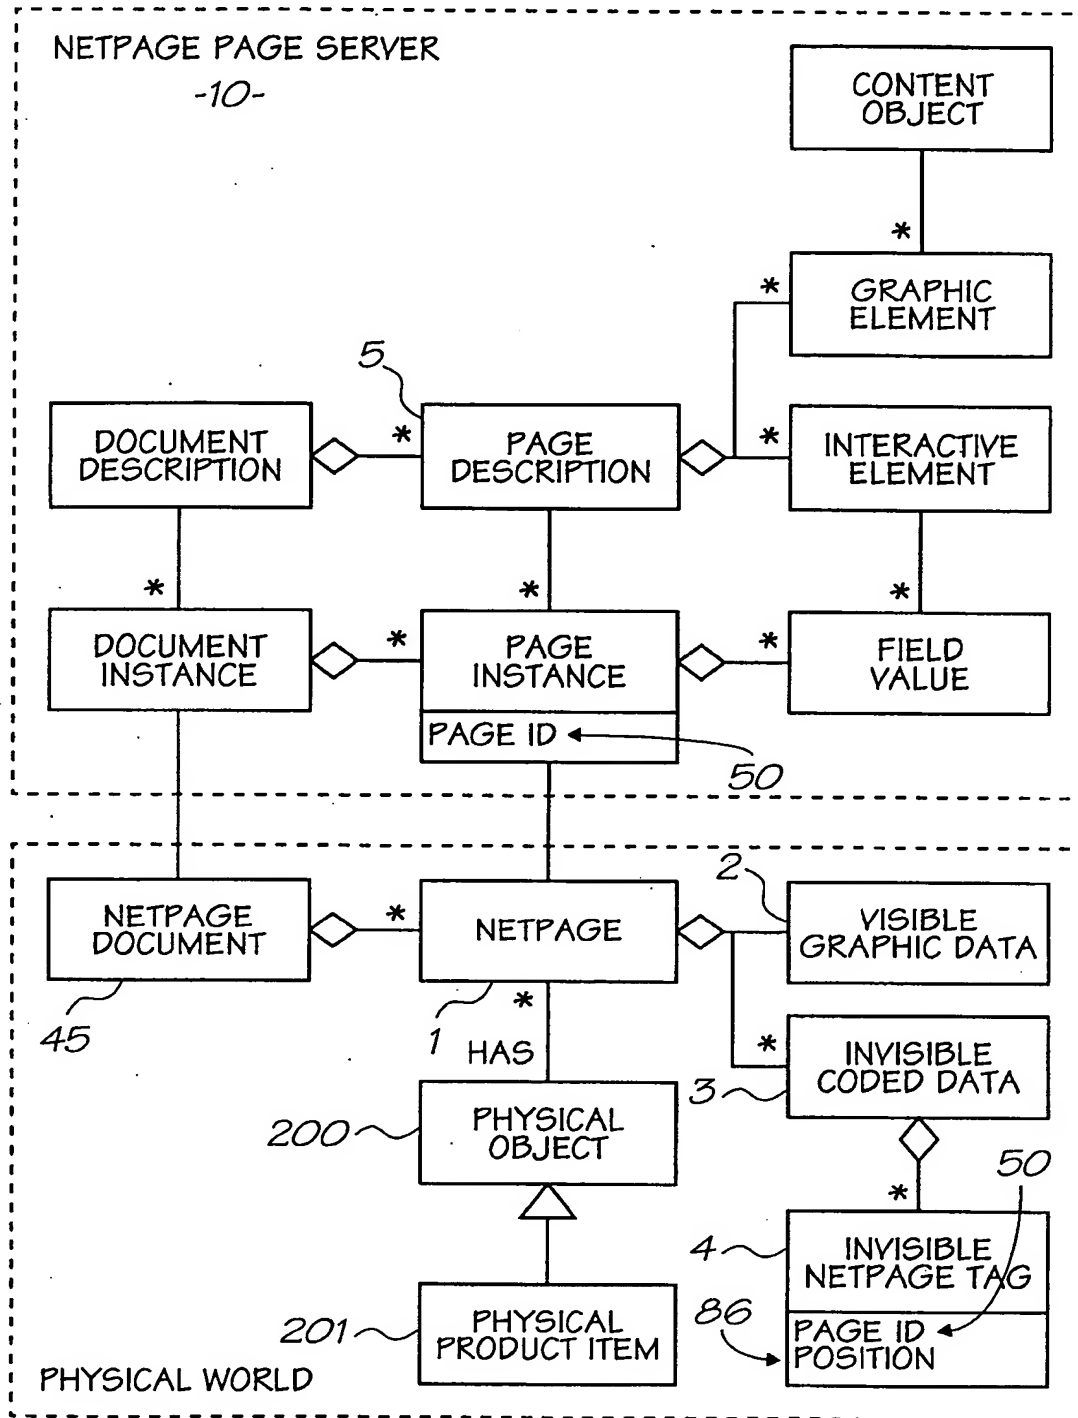 NETPAGE PAGE SERVER
-10-
CONTENT
OBJECT
*
*
GRAPHIC
ELEMENT
5
DOCUMENT
DESCRIPTION
*
PAGE
DESCRIPTION
*
INTERACTIVE
ELEMENT
*
*
*
DOCUMENT
INSTANCE
*
PAGE
INSTANCE
*
FIELD
VALUE
PAGE ID
50
2
NETPAGE
DOCUMENT
*
NETPAGE
VISIBLE
GRAPHIC DATA
45
1
*
HAS
*
INVISIBLE
CODED DATA
3
200
PHYSICAL
OBJECT
50
*
4
INVISIBLE
NETPAGE TAG
86
PAGE ID
POSITION
201
PHYSICAL
PRODUCT ITEM
PHYSICAL WORLD